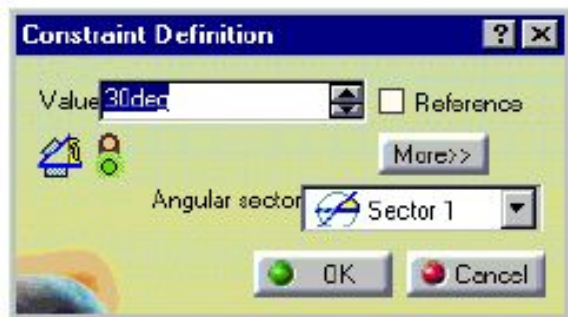 Constraint Definition ? ×
Value 30deg Reference
More>>
Angular sector Sector 1
OK Cancel